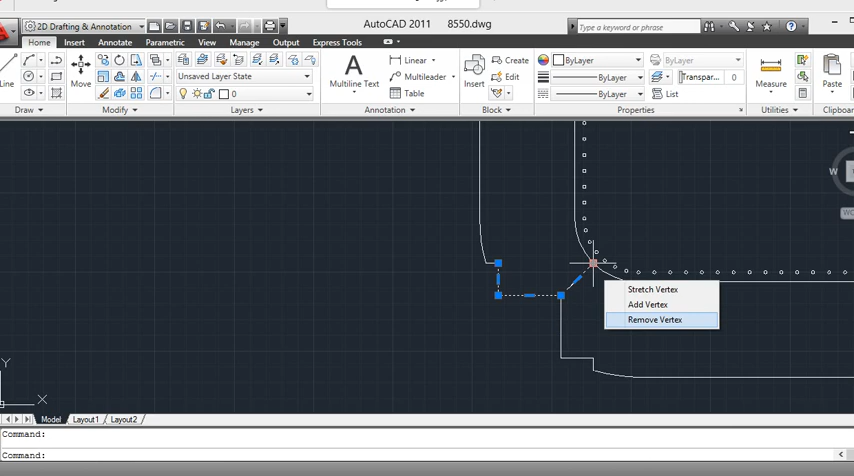 2D Drafting & Annotation
AutoCAD 2011 8550.dwg
Type a keyword or phrase
Home Insert Annotate Parametric View Manage Output Express Tools
Line
Move
Unsaved Layer State
0
Multiline Text
Linear
Multileader
Table
Insert
Create
Edit
ByLayer
ByLayer
ByLayer
ByLayer
Transpar...
0
List
Measure
Paste
Draw Modify Layers Annotation Block Properties Utilities Clipboa
W
Stretch Vertex
Add Vertex
Remove Vertex
Y
X
Model Layout1 Layout2
Command:
Command: